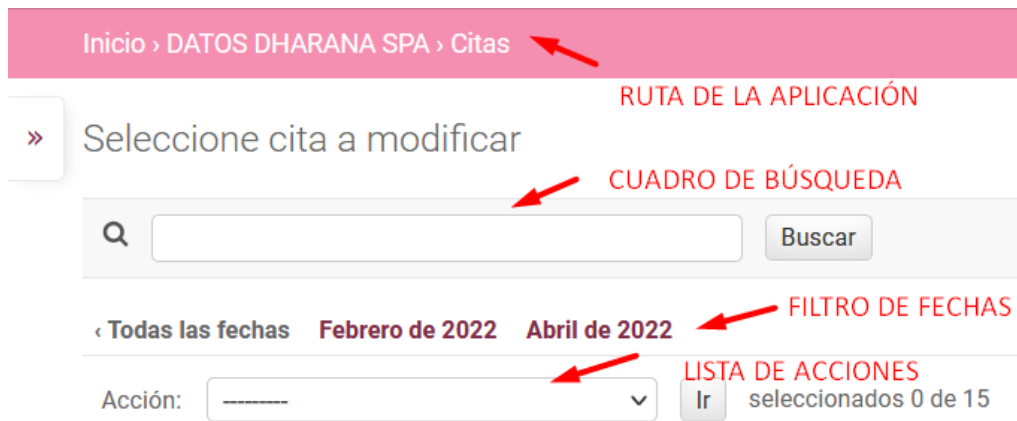 Inicio › DATOS DHARANA SPA › Citas
RUTA DE LA APLICACIÓN
»
Seleccione cita a modificar
CUADRO DE BÚSQUEDA
Buscar
FILTRO DE FECHAS
‹ Todas las fechas Febrero de 2022 Abril de 2022
LISTA DE ACCIONES
Acción: --------- Ir seleccionados 0 de 15